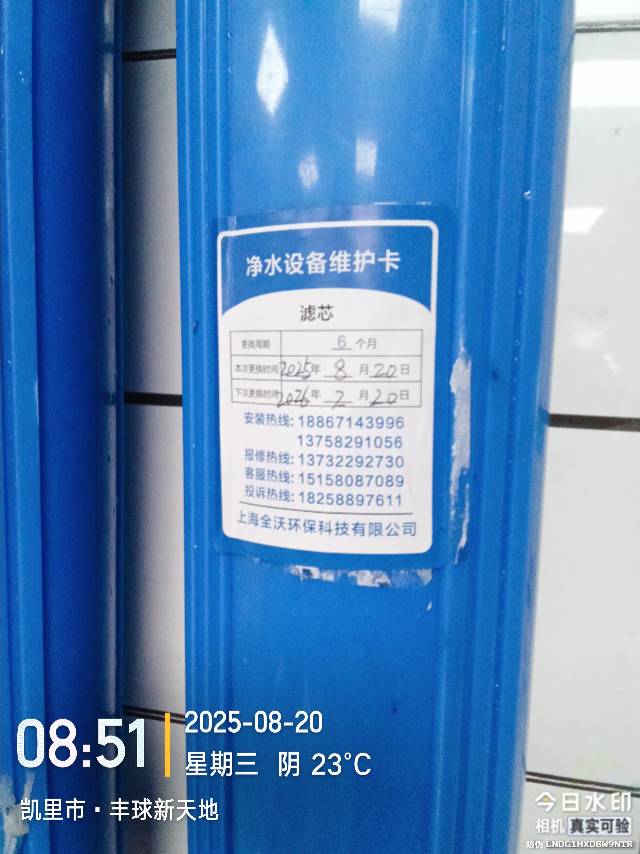 净水设备维护卡
滤芯
更换周期 6 个月
本次更换时间 2025年 8 月 20日
下次更换时间 2026年 2 月 20日
安装热线: 18867143996
13758291056
报修热线: 13732292730
客服热线: 15158087089
投诉热线: 18258897611
上海全沃环保科技有限公司
08:51
2025-08-20
星期三 阴 23°C
凯里市·丰球新天地
今日水印
相机 真实可验
防伪 LNDG1HXDBW9NTR